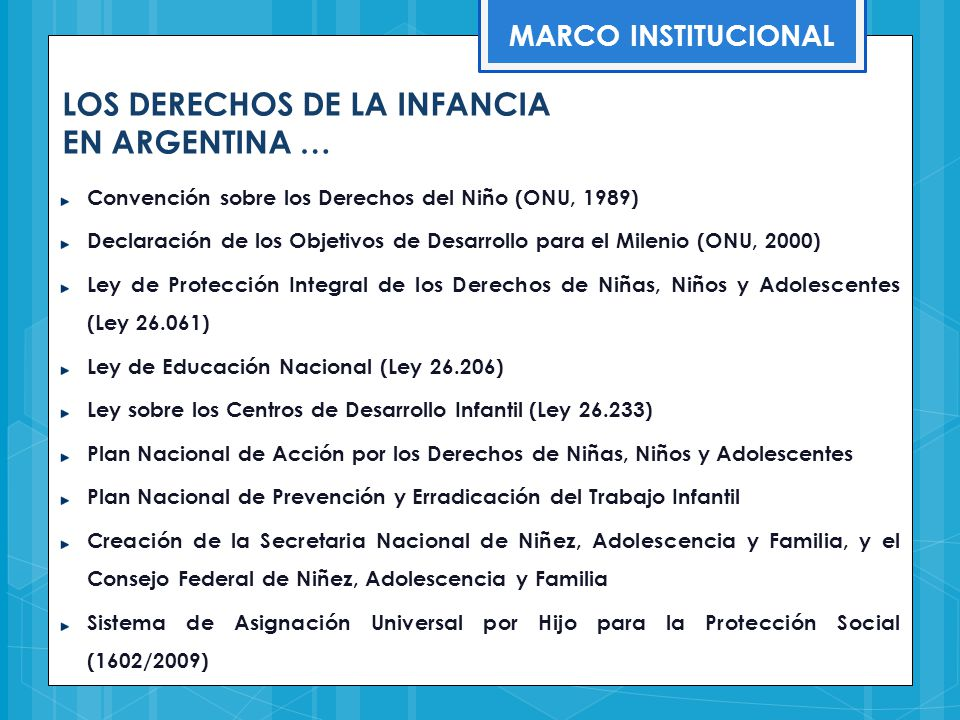 MARCO INSTITUCIONAL
LOS DERECHOS DE LA INFANCIA
EN ARGENTINA …
Convención sobre los Derechos del Niño (ONU, 1989)
Declaración de los Objetivos de Desarrollo para el Milenio (ONU, 2000)
Ley de Protección Integral de los Derechos de Niñas, Niños y Adolescentes
(Ley 26.061)
Ley de Educación Nacional (Ley 26.206)
Ley sobre los Centros de Desarrollo Infantil (Ley 26.233)
Plan Nacional de Acción por los Derechos de Niñas, Niños y Adolescentes
Plan Nacional de Prevención y Erradicación del Trabajo Infantil
Creación de la Secretaria Nacional de Niñez, Adolescencia y Familia, y el
Consejo Federal de Niñez, Adolescencia y Familia
Sistema de Asignación Universal por Hijo para la Protección Social
(1602/2009)